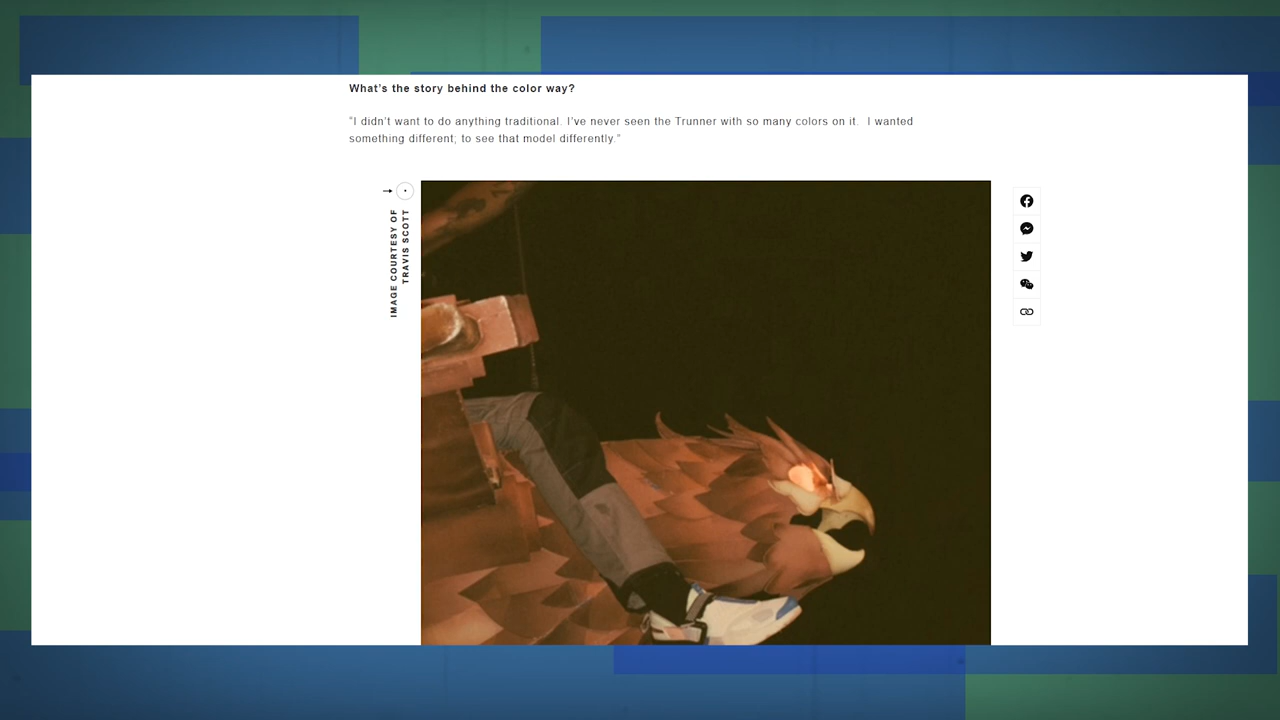 What’s the story behind the color way?
“I didn’t want to do anything traditional. I’ve never seen the Trunner with so many colors on it.  I wanted
something different; to see that model differently.”
IMAGE COURTESY OF
TRAVIS SCOTT